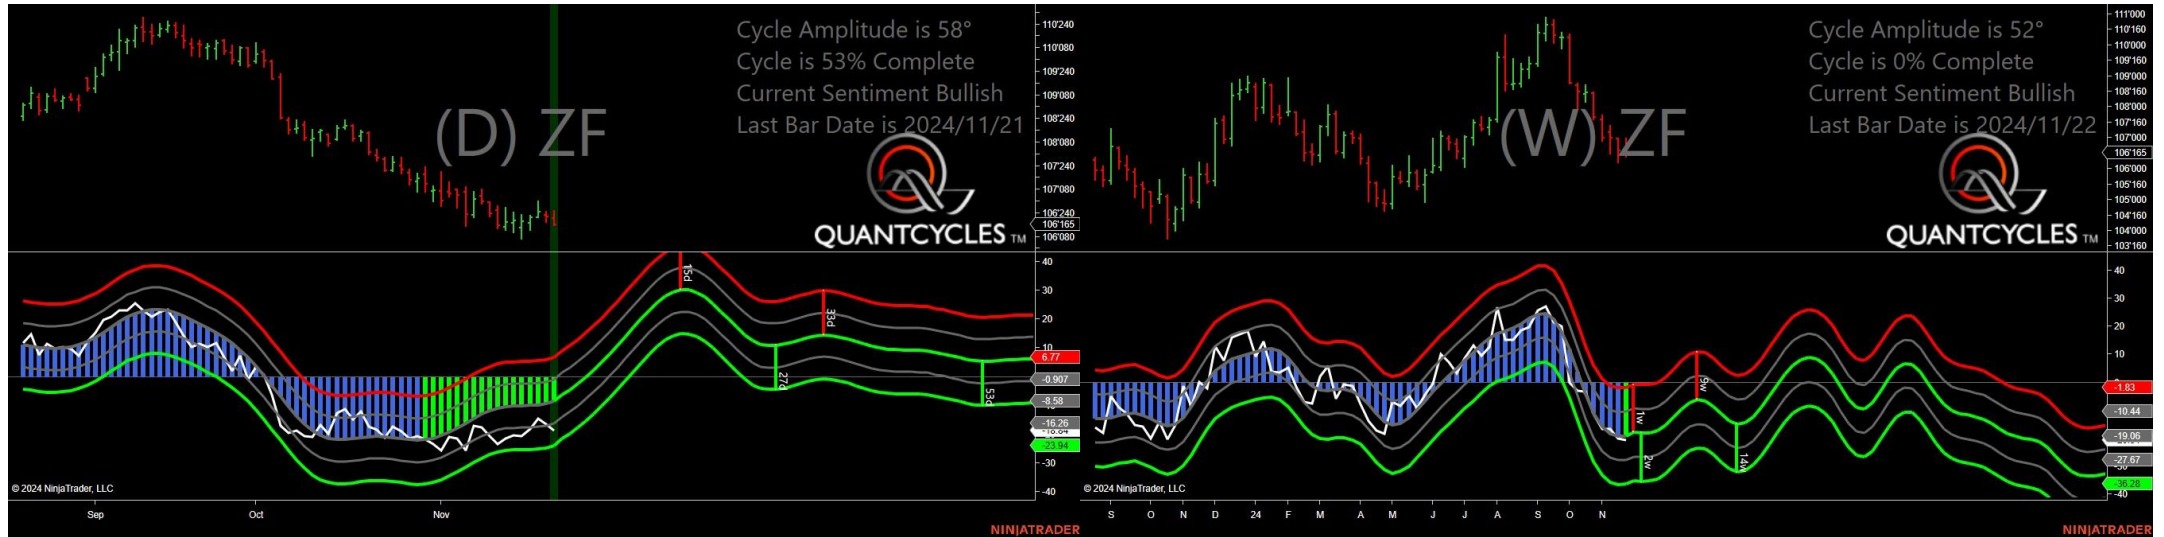 Cycle Amplitude is 58°
Cycle is 53% Complete
Current Sentiment Bullish
Last Bar Date is 2024/11/21
(D) ZF
QUANTCYCLES TM
110'240
110'080
109'240
109'080
108'240
108'080
107'240
107'080
106'240
106'165
106'080
15d
27d
33d
53d
40
30
20
10
6.77
-0.907
-8.58
-16.26
-23.94
-30
-40
© 2024 NinjaTrader, LLC
Sep
Oct
Nov
NINJATRADER
Cycle Amplitude is 52°
Cycle is 0% Complete
Current Sentiment Bullish
Last Bar Date is 2024/11/22
(W) ZF
QUANTCYCLES TM
111'000
110'160
110'000
109'160
109'000
108'160
108'000
107'160
107'000
106'165
106'000
105'160
105'000
104'160
104'000
103'160
1w
2w
9w
14w
40
30
20
10
-1.83
-10.44
-19.06
-27.67
-36.28
-40
© 2024 NinjaTrader, LLC
S
O
N
D
24
F
M
A
M
J
J
A
S
O
N
NINJATRADER